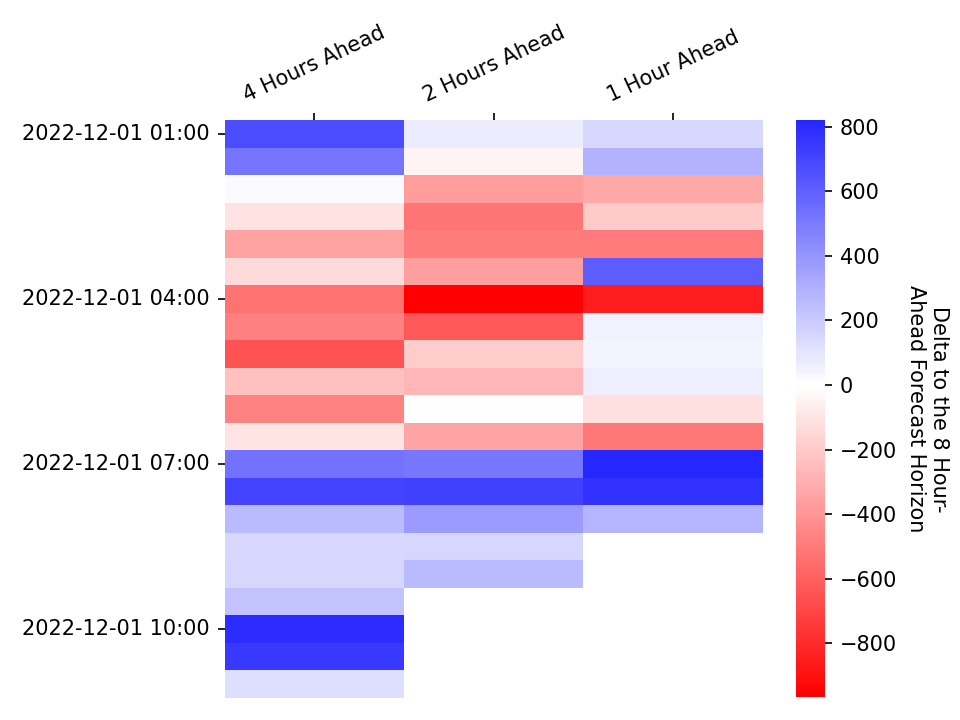 4 Hours Ahead
2 Hours Ahead
1 Hour Ahead
2022-12-01 01:00
2022-12-01 04:00
2022-12-01 07:00
2022-12-01 10:00
800
600
400
200
0
−200
−400
−600
−800
Delta to the 8 Hour-
Ahead Forecast Horizon